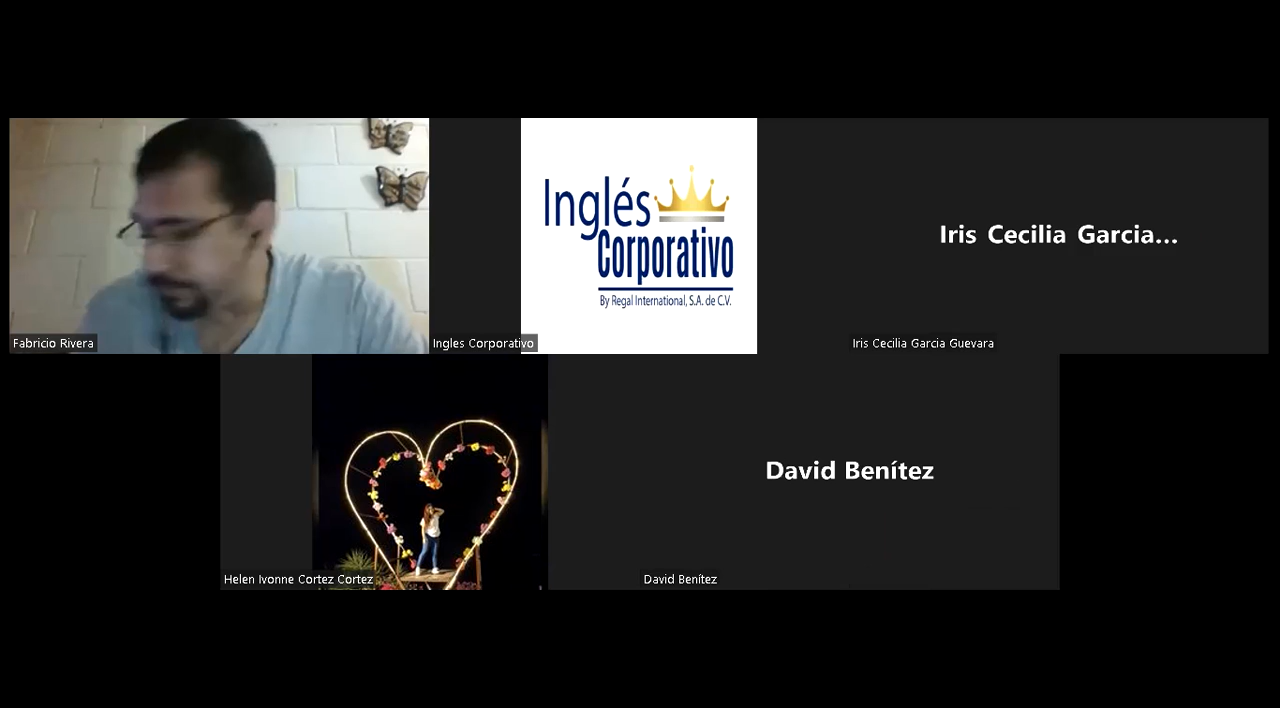 Inglés
Corporativo
By Regal International, S.A. de C.V.
Iris Cecilia Garcia...
Fabricio Rivera
Ingles Corporativo
Iris Cecilia Garcia Guevara
David Benítez
Helen Ivonne Cortez Cortez
David Benítez